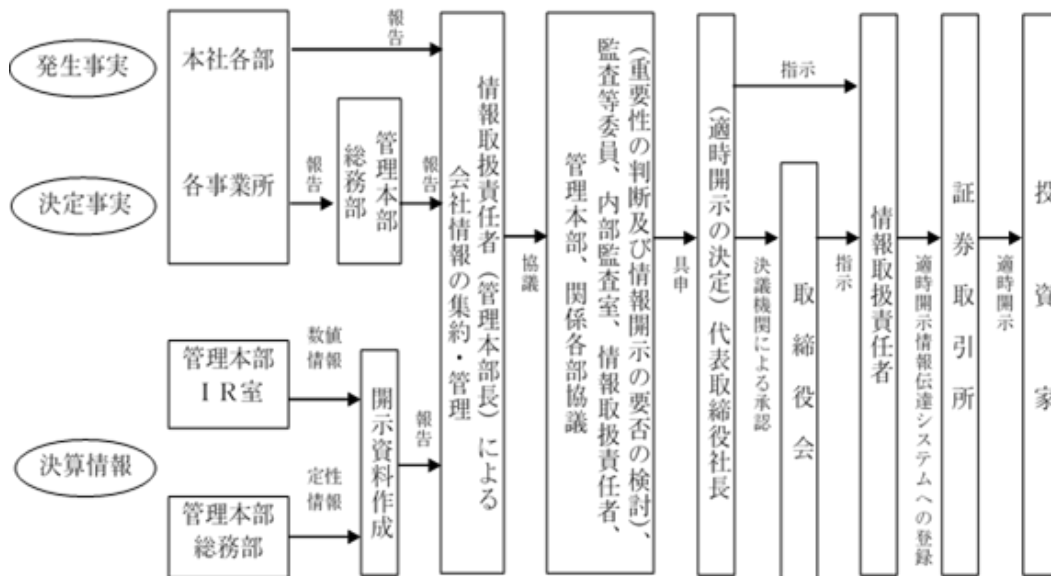 発生事実
決定事実
決算情報
本社各部
各事業所
報告
報告
管理本部
総務部
報告
管理本部
ＩＲ室
数値
情報
管理本部
総務部
定性
情報
開示資料作成
報告
情報取扱責任者（管理本部長）による
会社情報の集約・管理
協議
（重要性の判断及び情報開示の要否の検討）、
監査等委員、内部監査室、情報取扱責任者、
管理本部、関係各部協議
具申
（適時開示の決定）代表取締役社長
指示
決議機関による承認
取締役会
指示
情報取扱責任者
適時開示情報伝達システムへの登録
証券取引所
適時開示
投資家